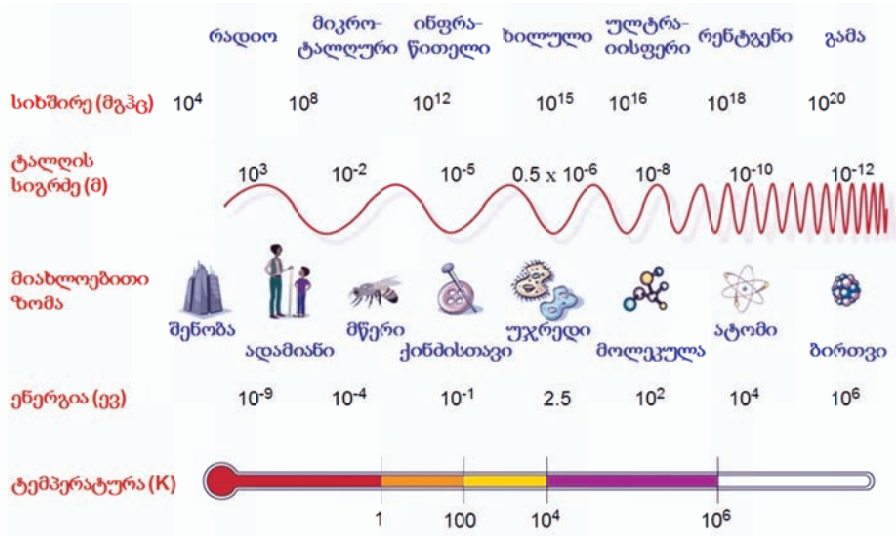 რადიო
მიკრო-
ტალღური
ინფრა-
წითელი
ხილული
ულტრა-
იისფერი
რენტგენი
გამა
სიხშირე (მგჰც) 10⁴ 10⁸ 10¹² 10¹⁵ 10¹⁶ 10¹⁸ 10²⁰
ტალღის
სიგრძე (მ)
10³ 10⁻² 10⁻⁵ 0.5 x 10⁻⁶ 10⁻⁸ 10⁻¹⁰ 10⁻¹²
მიახლოებითი
ზომა
შენობა
ადამიანი
მწერი
ქინძისთავი
უჯრედი
მოლეკულა
ატომი
ბირთვი
ენერგია (ევ) 10⁻⁹ 10⁻⁴ 10⁻¹ 2.5 10² 10⁴ 10⁶
ტემპერატურა (K)
1 100 10⁴ 10⁶